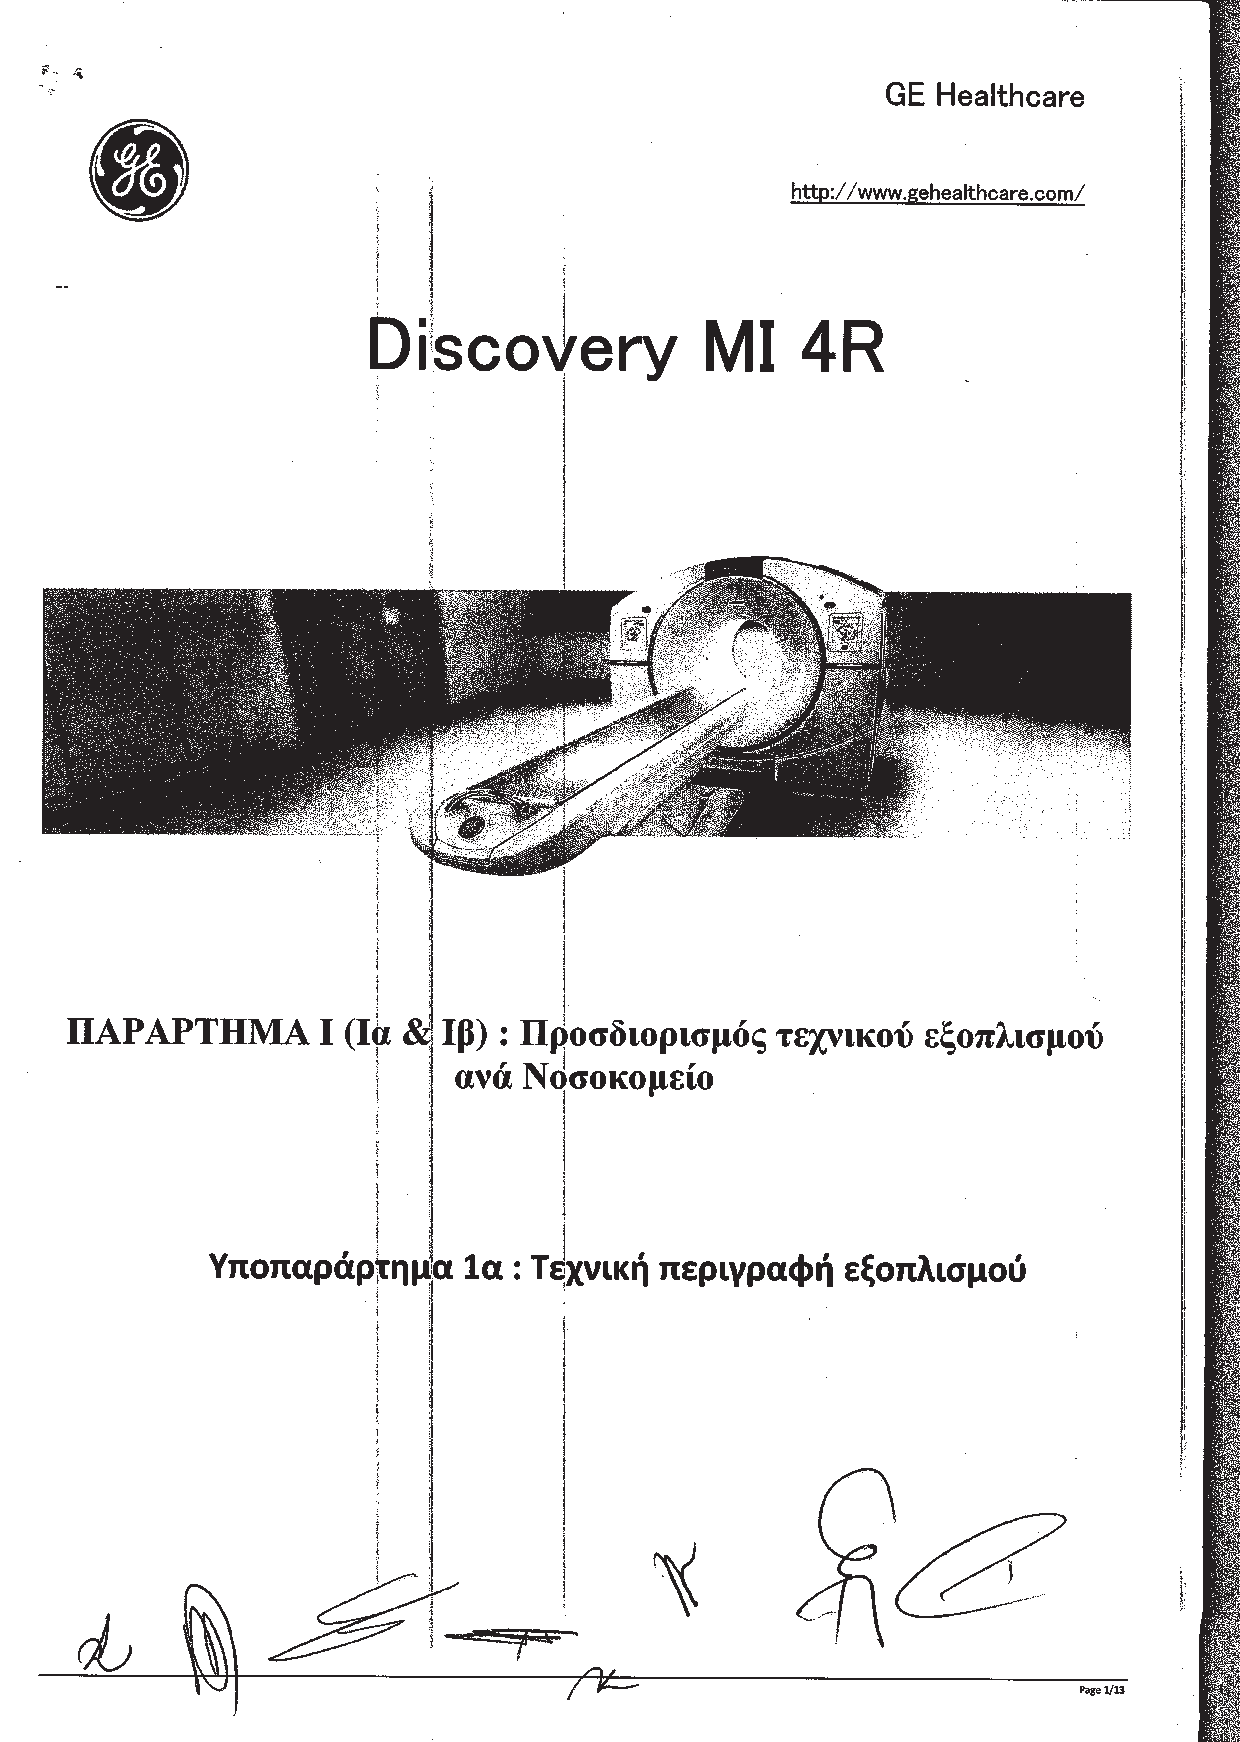 GE Healthcare
GE
http://www.gehealthcare.com/
Discovery MI 4R
ΠΑΡΑΡΤΗΜΑ Ι (Ια & Ιβ) : Προσδιορισμός τεχνικού εξοπλισμού
ανά Νοσοκομείο
Υποπαράρτημα 1α : Τεχνική περιγραφή εξοπλισμού
Page 1/13